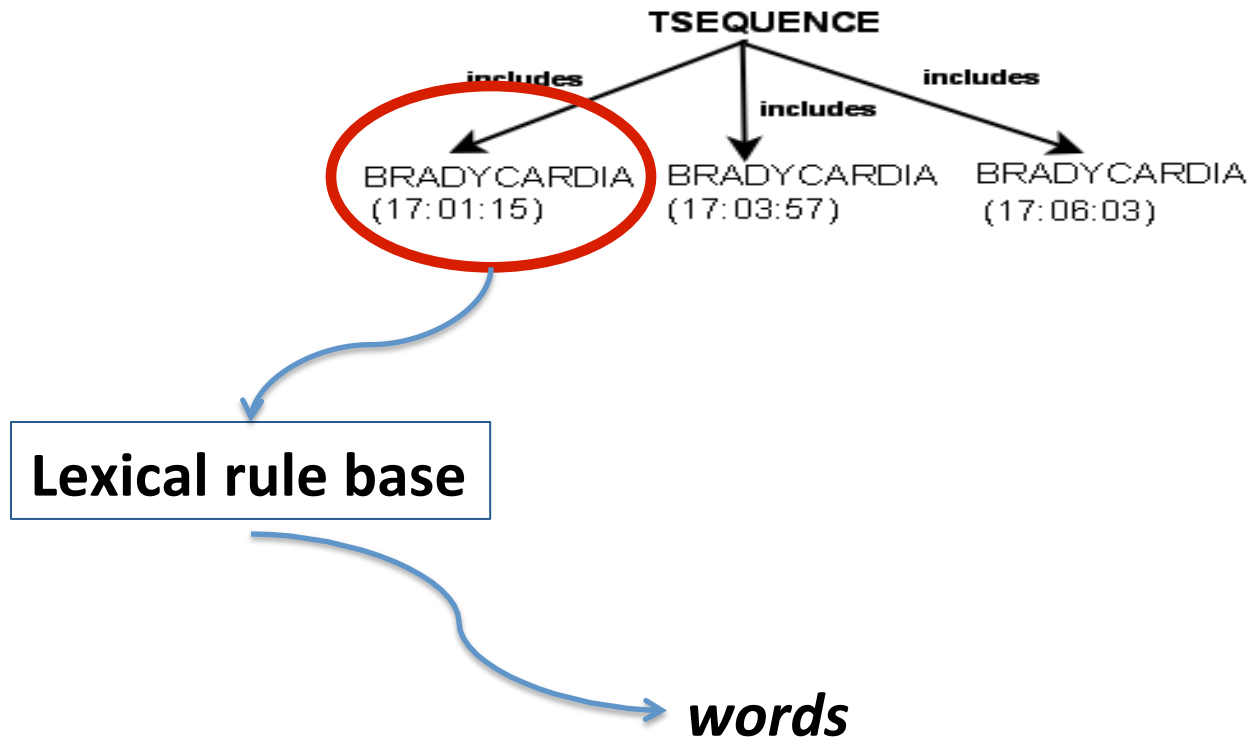 TSEQUENCE
includes
includes
includes
BRADYCARDIA
(17:01:15)
BRADYCARDIA
(17:03:57)
BRADYCARDIA
(17:06:03)
Lexical rule base
words